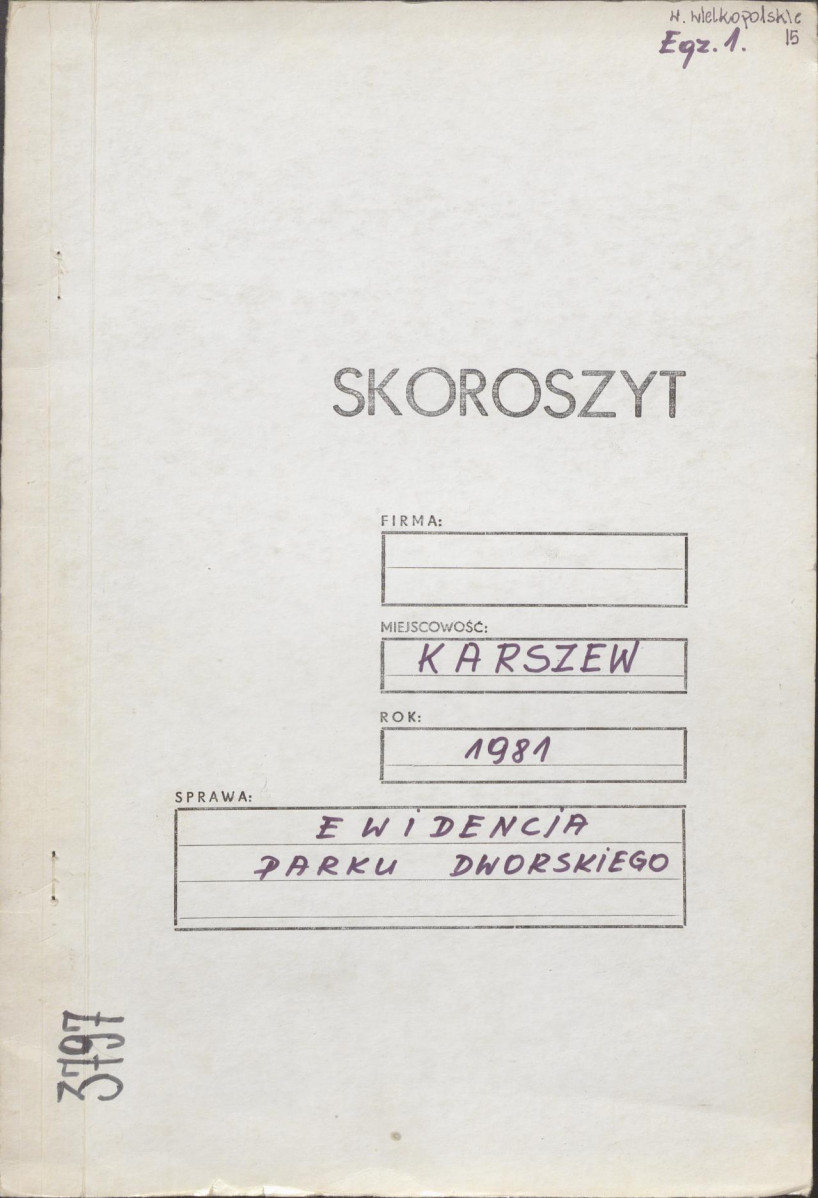 w. wielkopolskie
Egz. 1. 15
SKOROSZYT
FIRMA:
MIEJSCOWOŚĆ:
KARSZEW
ROK:
1981
SPRAWA:
EWiDENCJA
PARKU DWORSKiEGO
3797